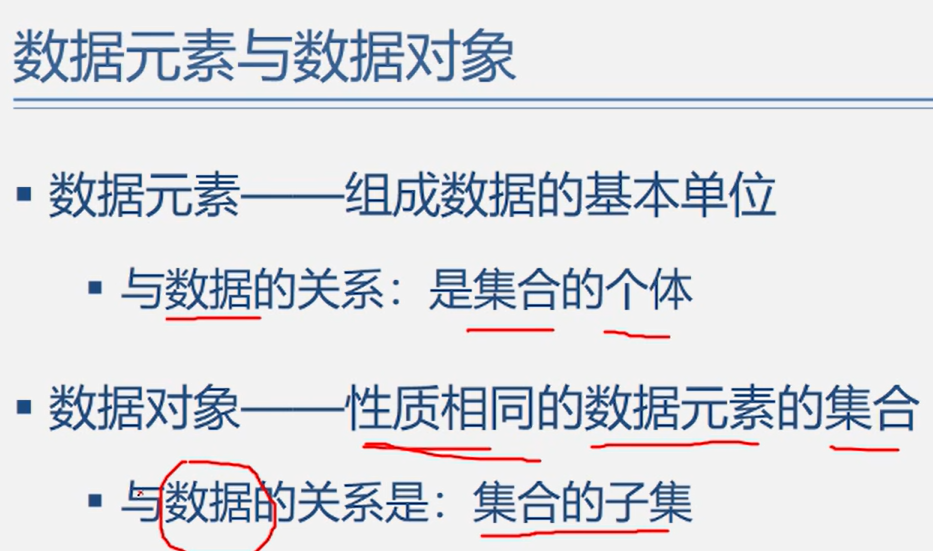 数据元素与数据对象
▪ 数据元素——组成数据的基本单位
▪ 与数据的关系：是集合的个体
▪ 数据对象——性质相同的数据元素的集合
▪ 与数据的关系是：集合的子集